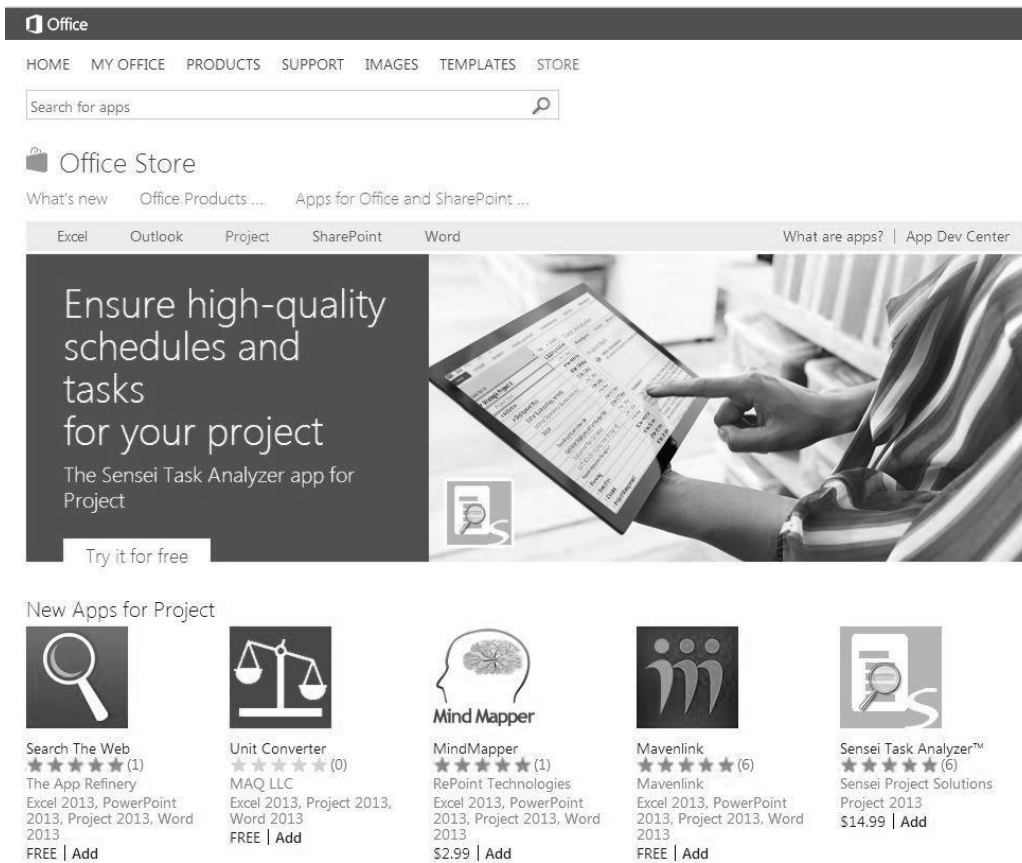 Office
HOME MY OFFICE PRODUCTS SUPPORT IMAGES TEMPLATES STORE
Search for apps
Office Store
What's new Office Products ... Apps for Office and SharePoint ...
Excel Outlook Project SharePoint Word What are apps? | App Dev Center
Ensure high-quality
schedules and
tasks
for your project
The Sensei Task Analyzer app for
Project
Try it for free
New Apps for Project
Mind Mapper
Search The Web
(1)
The App Refinery
Excel 2013, PowerPoint
2013, Project 2013, Word
2013
FREE | Add
Unit Converter
(0)
MAQ LLC
Excel 2013, Project 2013,
Word 2013
FREE | Add
MindMapper
(1)
RePoint Technologies
Excel 2013, PowerPoint
2013, Project 2013, Word
2013
$2.99 | Add
Mavenlink
(6)
Mavenlink
Excel 2013, PowerPoint
2013, Project 2013, Word
2013
FREE | Add
Sensei Task Analyzer™
(6)
Sensei Project Solutions
Project 2013
$14.99 | Add